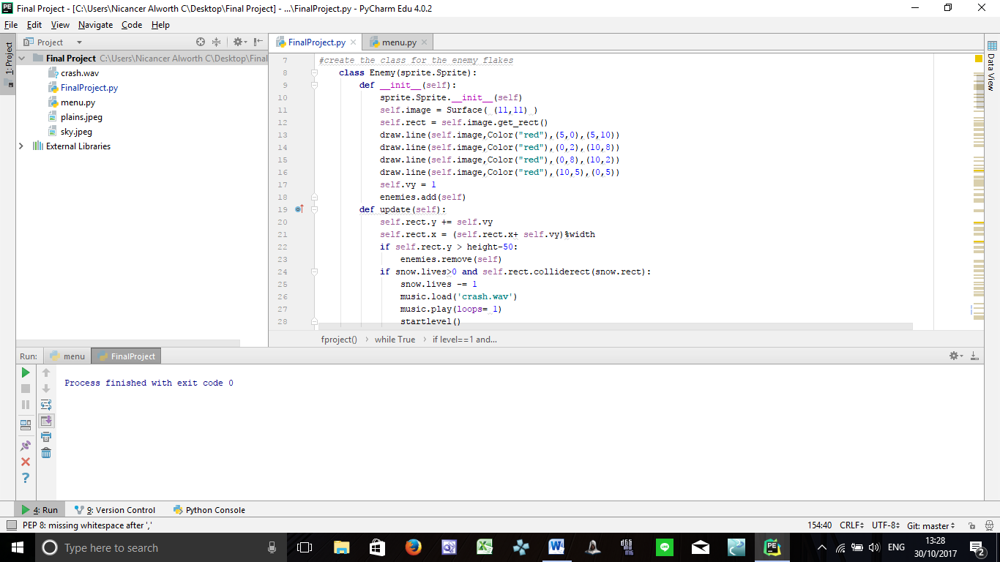 Final Project - [C:\Users\Nicancer Alworth C\Desktop\Final Project] - ...\FinalProject.py - PyCharm Edu 4.0.2
File Edit View Navigate Code Help
Project
FinalProject.py
menu.py
1: Project
Data View
Final Project C:\Users\Nicancer Alworth C\Desktop\Final
crash.wav
FinalProject.py
menu.py
plains.jpeg
sky.jpeg
External Libraries
7 #create the class for the enemy flakes
8 class Enemy(sprite.Sprite):
9 def __init__(self):
10 sprite.Sprite.__init__(self)
11 self.image = Surface( (11,11) )
12 self.rect = self.image.get_rect()
13 draw.line(self.image,Color("red"),(5,0),(5,10))
14 draw.line(self.image,Color("red"),(0,2),(10,8))
15 draw.line(self.image,Color("red"),(0,8),(10,2))
16 draw.line(self.image,Color("red"),(10,5),(0,5))
17 self.vy = 1
18 enemies.add(self)
19 def update(self):
20 self.rect.y += self.vy
21 self.rect.x = (self.rect.x+ self.vy)%width
22 if self.rect.y > height-50:
23 enemies.remove(self)
24 if snow.lives>0 and self.rect.colliderect(snow.rect):
25 snow.lives -= 1
26 music.load('crash.wav')
27 music.play(loops= 1)
28 startlevel()
fproject() while True if level==1 and...
Run: menu FinalProject
Process finished with exit code 0
4: Run 9: Version Control Python Console
PEP 8: missing whitespace after ',' 154:40 CRLF UTF-8 Git: master
Type here to search
ENG
13:28
30/10/2017
2